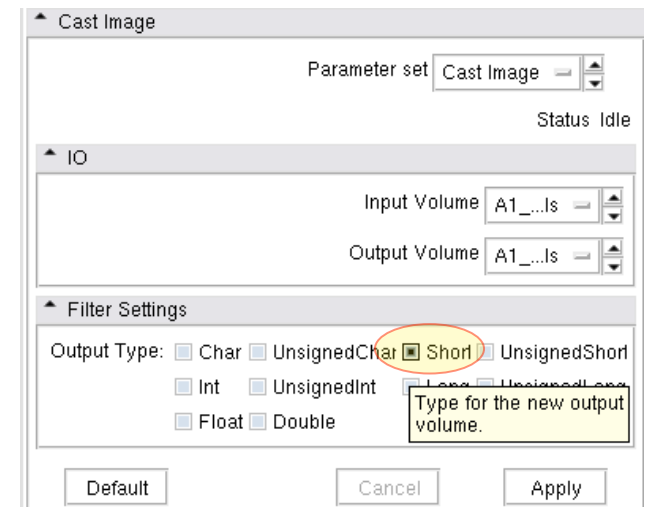 Cast Image
Parameter set Cast Image
Status Idle
IO
Input Volume A1_...ls
Output Volume A1_...ls
Filter Settings
Output Type: Char UnsignedChar Short UnsignedShort
Int UnsignedInt Long UnsignedLong
Float Double
Type for the new output
volume.
Default Cancel Apply